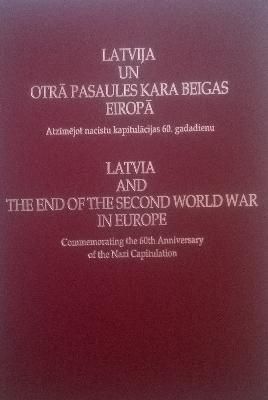 LATVIJA
UN
OTRĀ PASAULES KARA BEIGAS
EIROPĀ
Atzīmējot nacistu kapitulācijas 60. gadadienu
LATVIA
AND
THE END OF THE SECOND WORLD WAR
IN EUROPE
Commemorating the 60th Anniversary
of the Nazi Capitulation